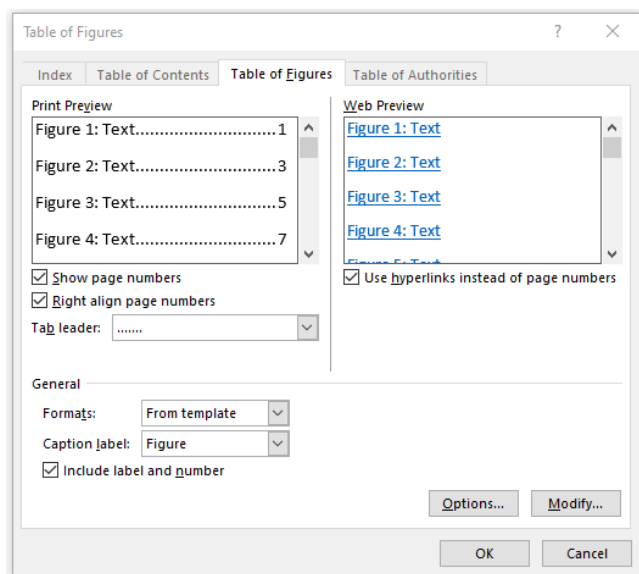 Table of Figures
Index
Table of Contents
Table of Figures
Table of Authorities
Print Preview
Figure 1: Text.............................1
Figure 2: Text.............................3
Figure 3: Text.............................5
Figure 4: Text.............................7
Show page numbers
Right align page numbers
Tab leader: .......
Web Preview
Figure 1: Text
Figure 2: Text
Figure 3: Text
Figure 4: Text
Figure 5: Text
Use hyperlinks instead of page numbers
General
Formats: From template
Caption label: Figure
Include label and number
Options...
Modify...
OK
Cancel